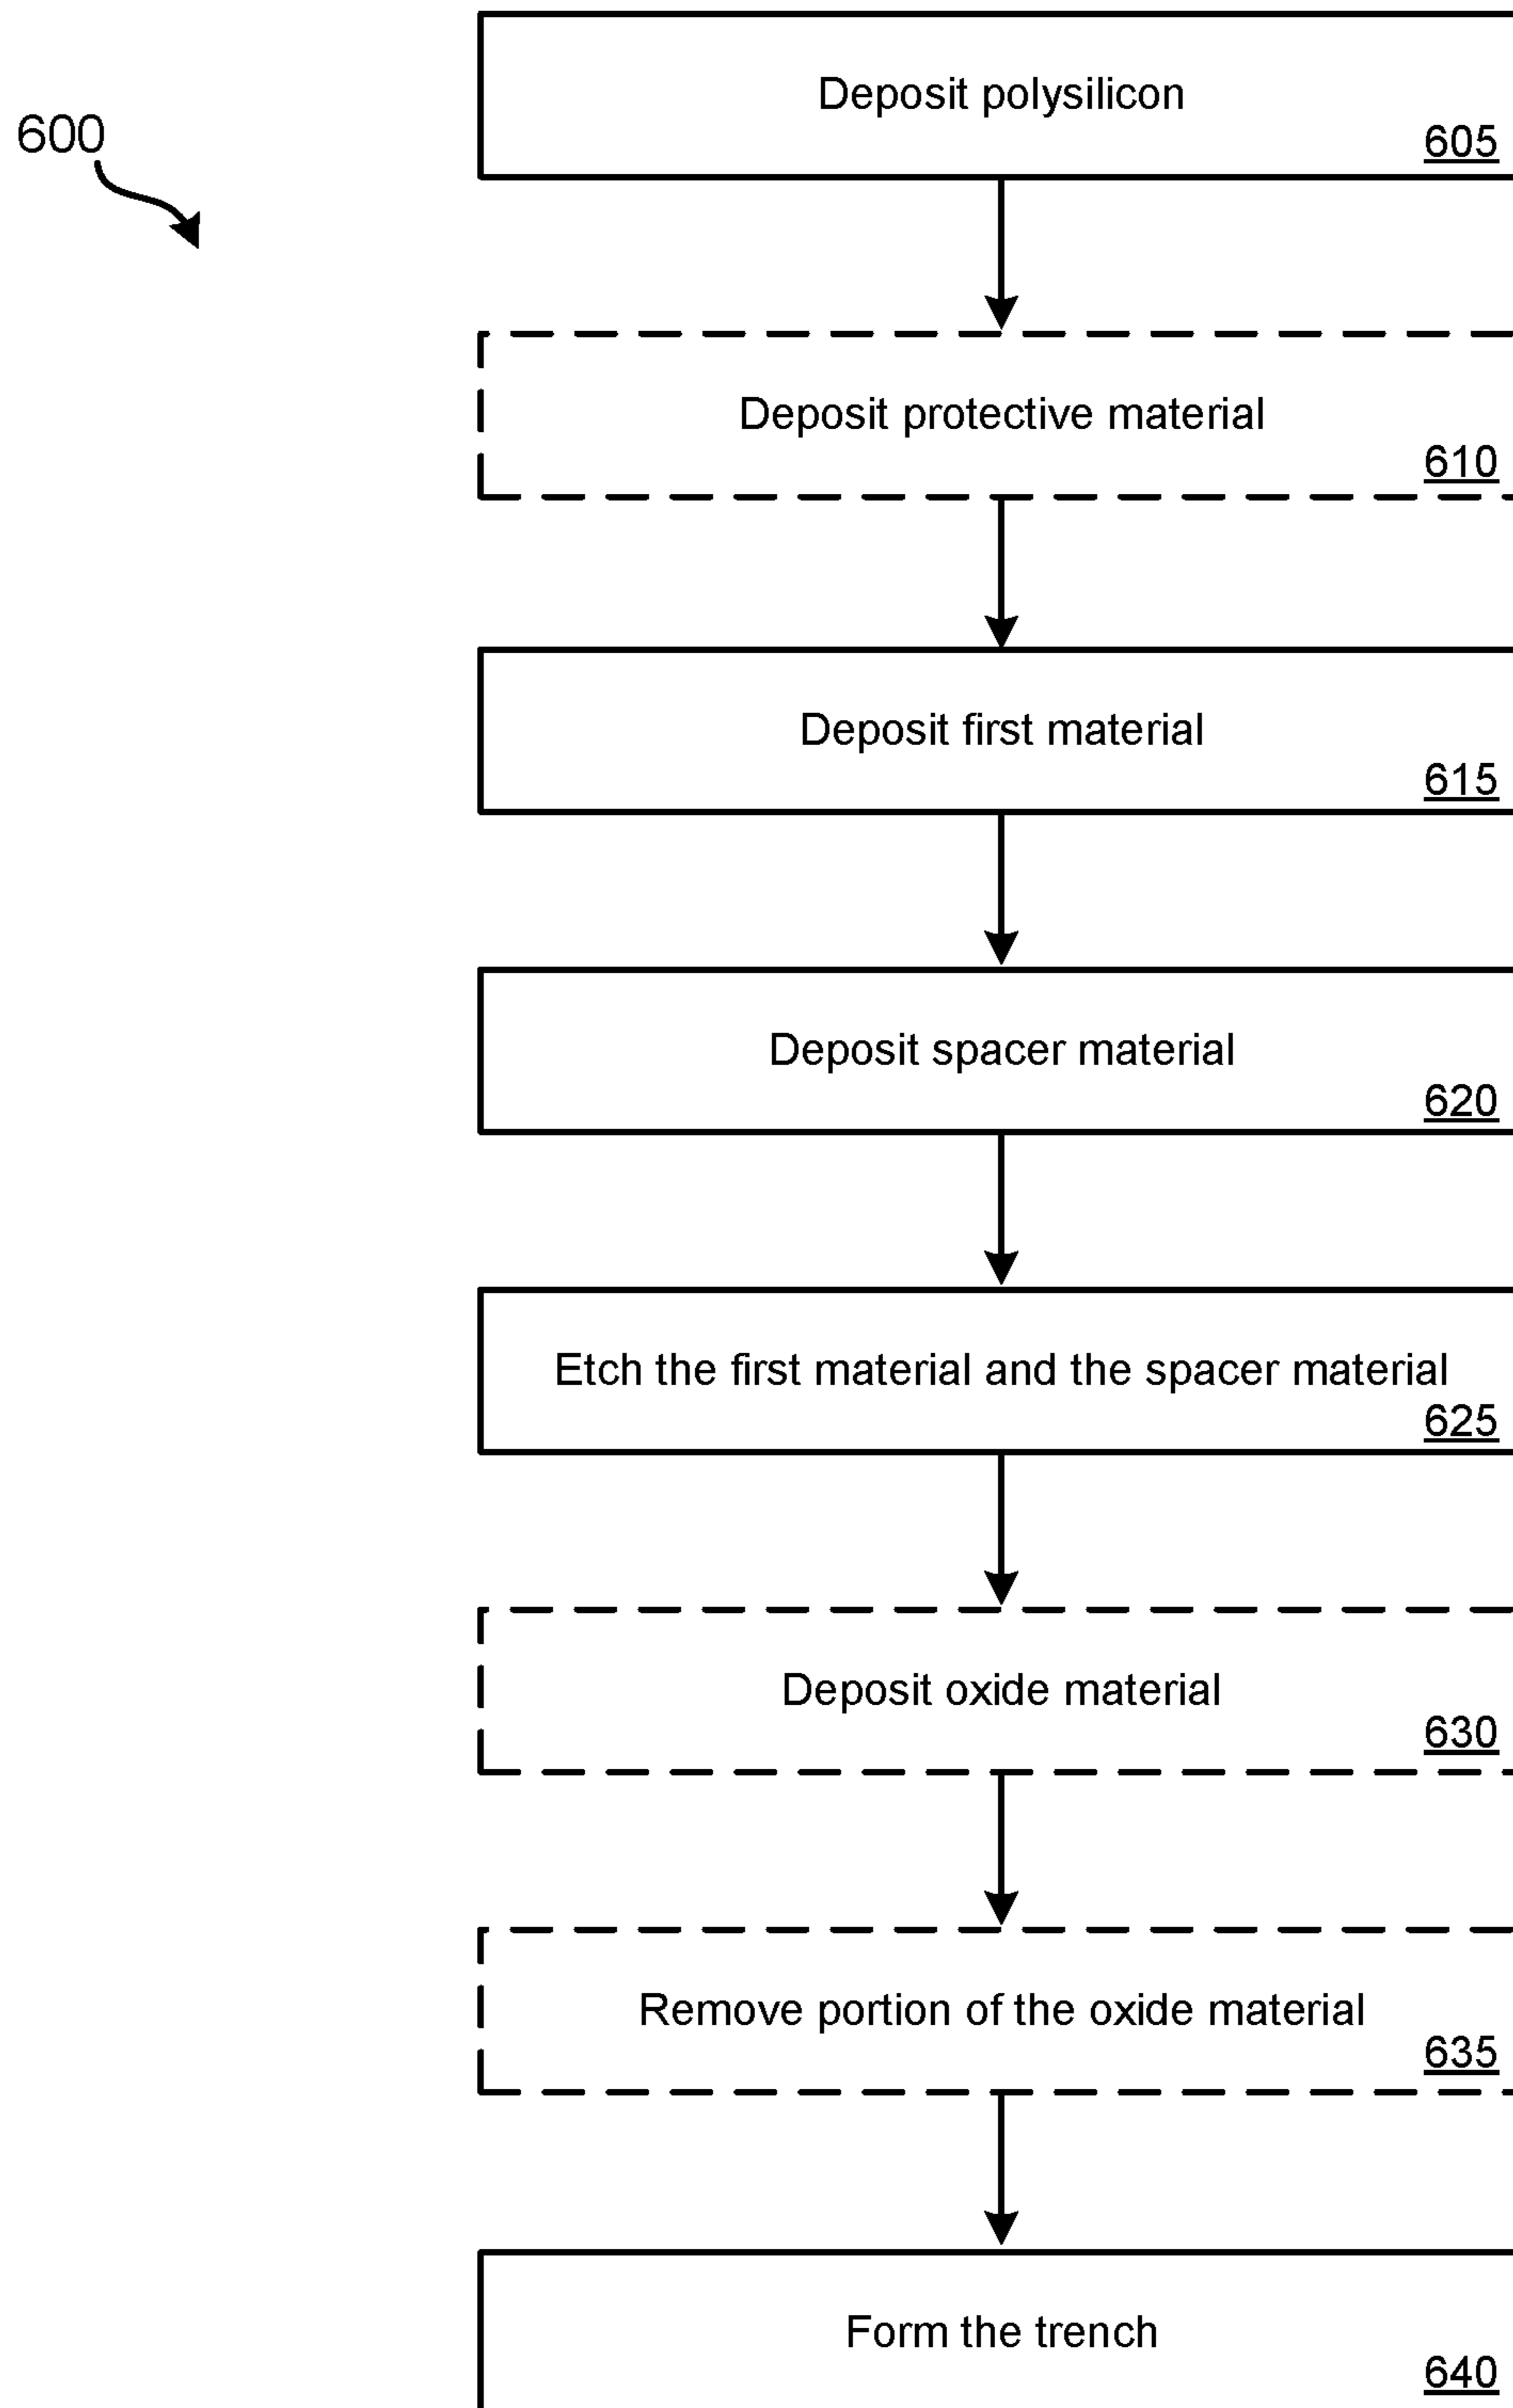 600
Deposit polysilicon
605
Deposit protective material
610
Deposit first material
615
Deposit spacer material
620
Etch the first material and the spacer material
625
Deposit oxide material
630
Remove portion of the oxide material
635
Form the trench
640